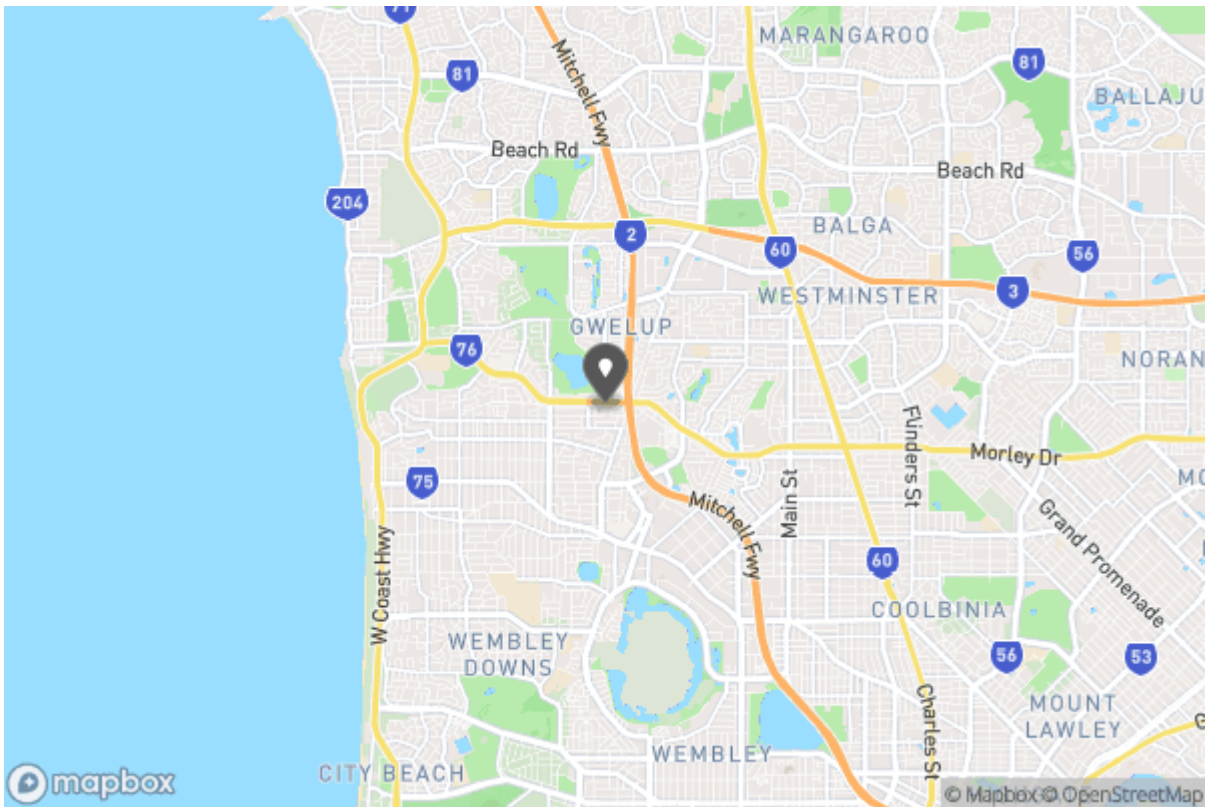 71
MARANGAROO
Mitchell Fwy
81
81
BALLAJU
Beach Rd
Beach Rd
204
BALGA
2
60
56
WESTMINSTER
3
GWELUP
76
NORAN
Flinders St
Morley Dr
75
MO
Main St
Mitchell Fwy
Grand Promenade
W Coast Hwy
60
COOLBINIA
WEMBLEY
DOWNS
56
53
MOUNT
LAWLEY
Charles St
G
WEMBLEY
CITY BEACH
mapbox
© Mapbox © OpenStreetMap